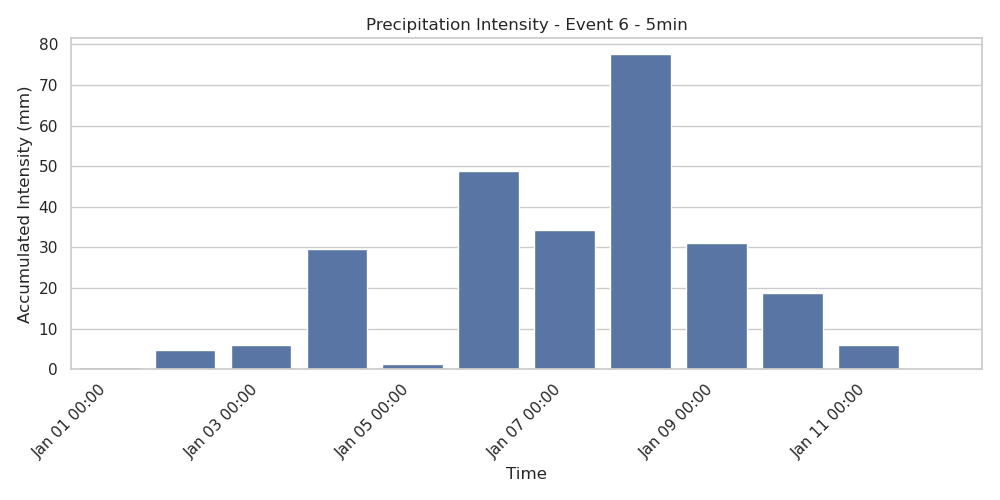 Precipitation Intensity - Event 6 - 5min
Accumulated Intensity (mm)
80
70
60
50
40
30
20
10
0
Jan 01 00:00
Jan 03 00:00
Jan 05 00:00
Jan 07 00:00
Jan 09 00:00
Jan 11 00:00
Time